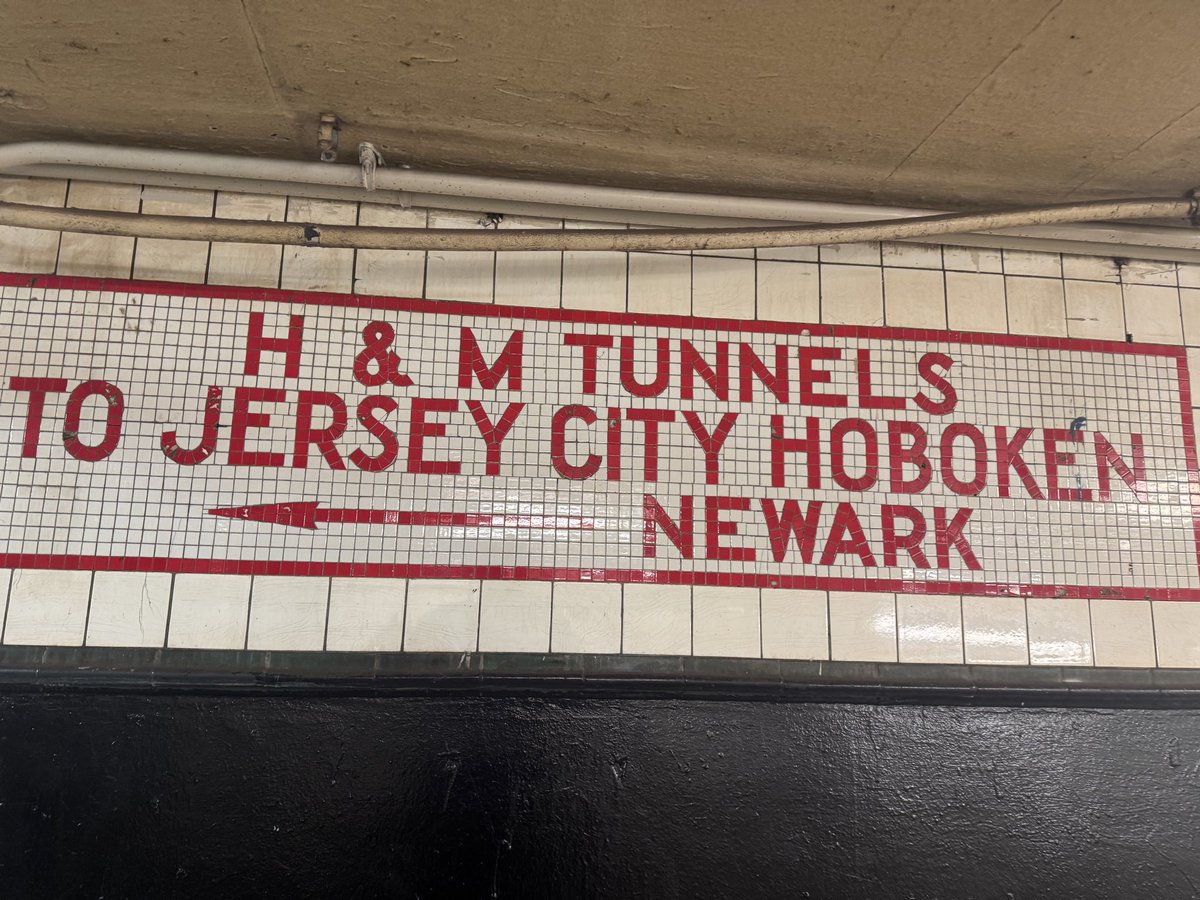 H & M TUNNELS
TO JERSEY CITY HOBOKEN
NEWARK